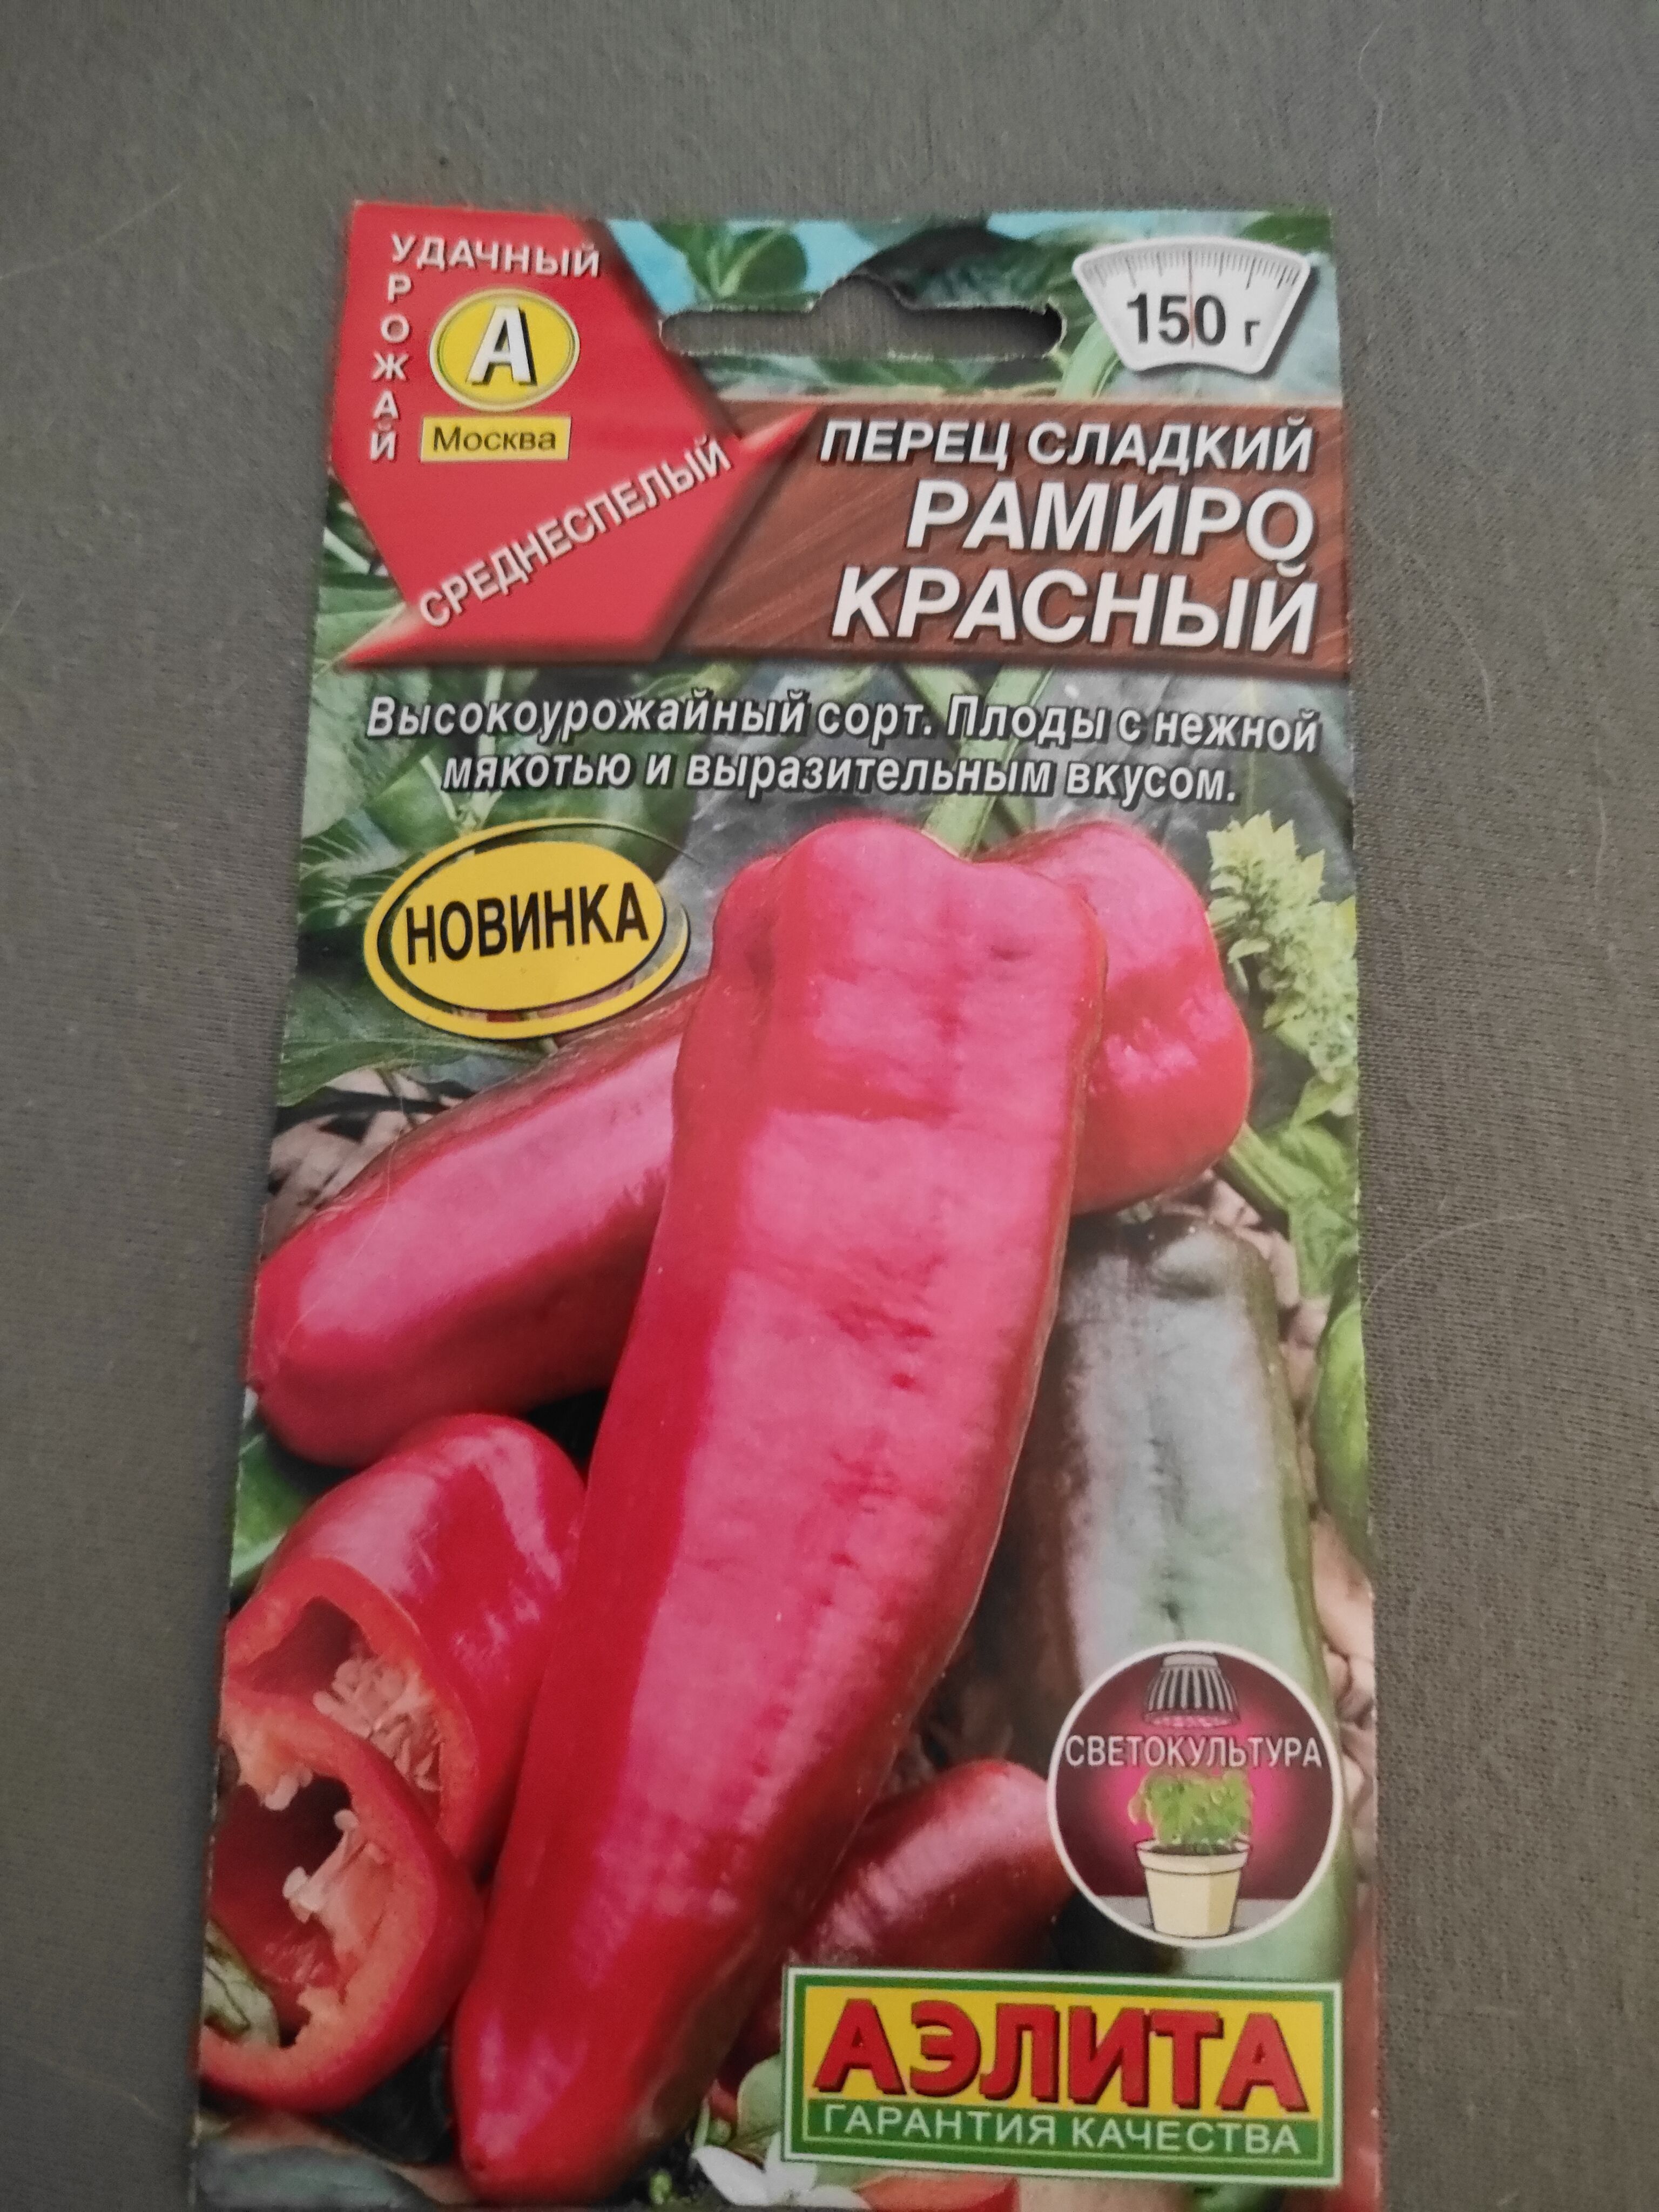 УДАЧНЫЙ
УРОЖАЙ
А
Москва
СРЕДНЕСПЕЛЫЙ
150 г
ПЕРЕЦ СЛАДКИЙ
РАМИРО
КРАСНЫЙ
Высокоурожайный сорт. Плоды с нежной
мякотью и выразительным вкусом.
НОВИНКА
СВЕТОКУЛЬТУРА
АЭЛИТА
ГАРАНТИЯ КАЧЕСТВА